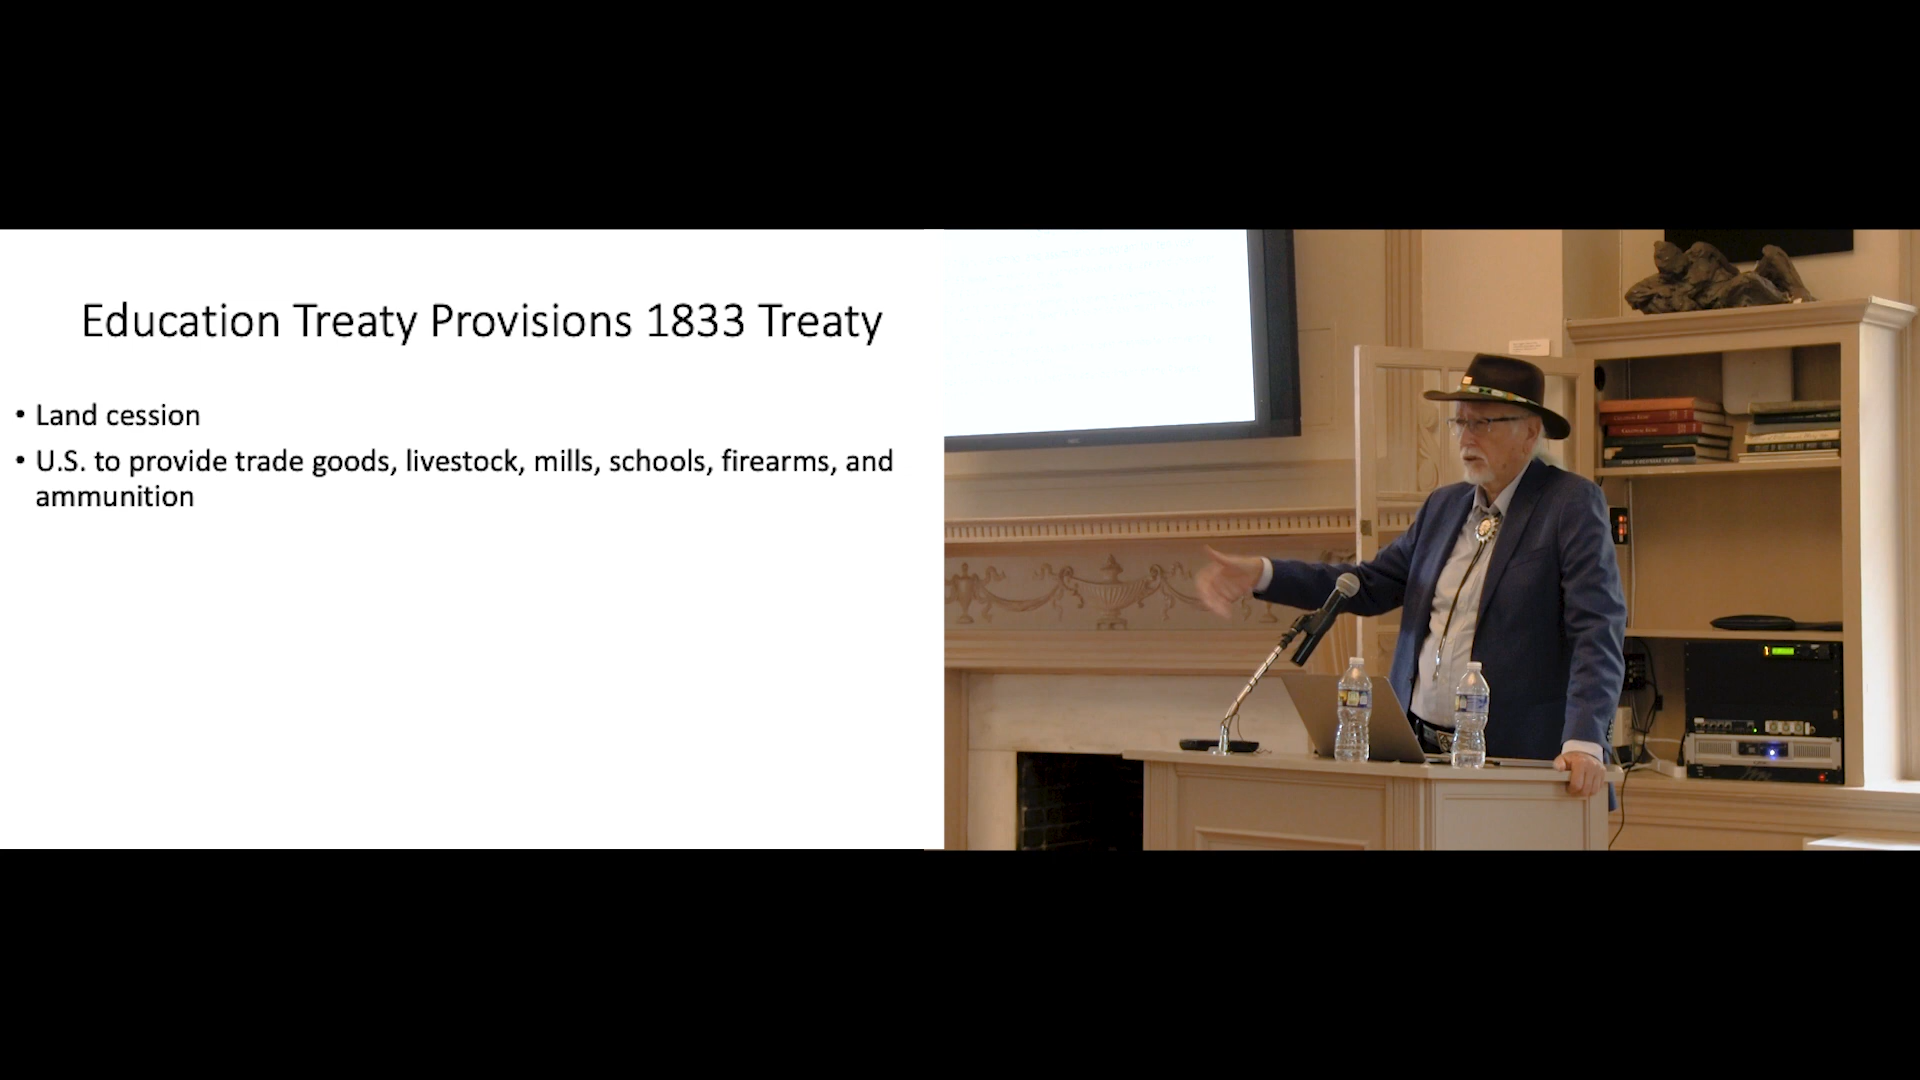 Education Treaty Provisions 1833 Treaty
• Land cession
• U.S. to provide trade goods, livestock, mills, schools, firearms, and
ammunition